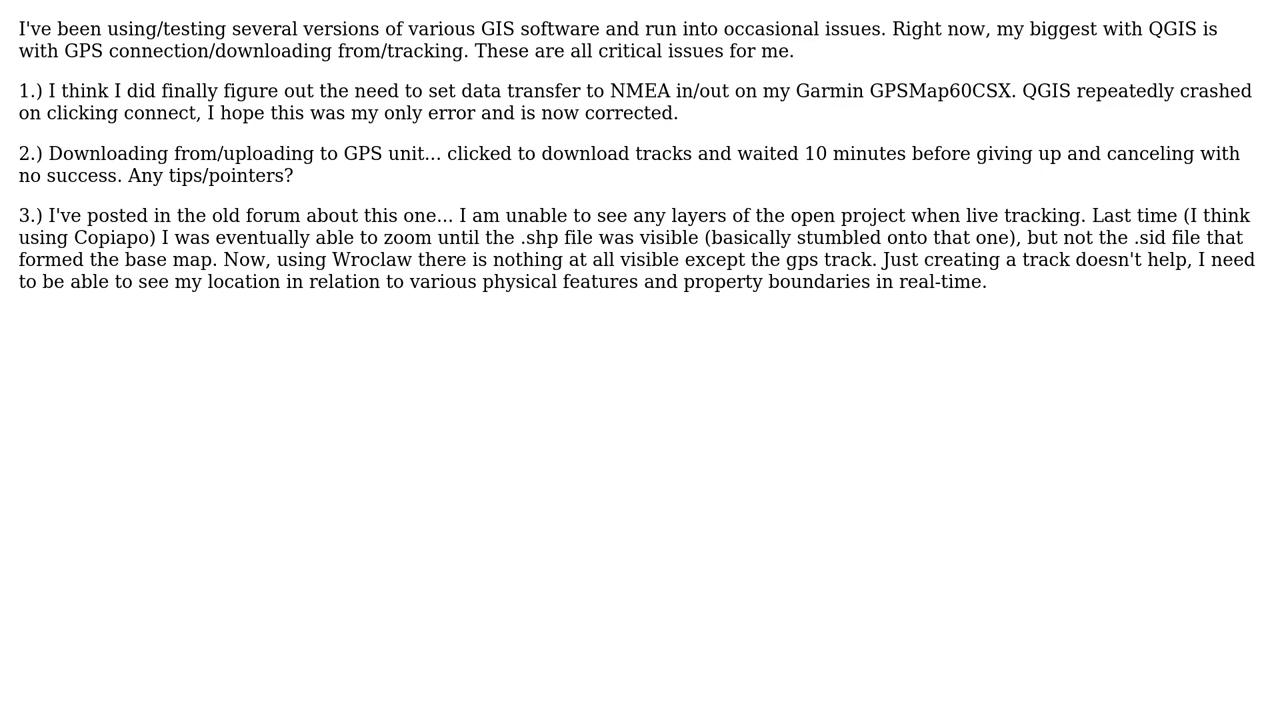 I've been using/testing several versions of various GIS software and run into occasional issues. Right now, my biggest with QGIS is
with GPS connection/downloading from/tracking. These are all critical issues for me.
1.) I think I did finally figure out the need to set data transfer to NMEA in/out on my Garmin GPSMap60CSX. QGIS repeatedly crashed
on clicking connect, I hope this was my only error and is now corrected.
2.) Downloading from/uploading to GPS unit... clicked to download tracks and waited 10 minutes before giving up and canceling with
no success. Any tips/pointers?
3.) I've posted in the old forum about this one... I am unable to see any layers of the open project when live tracking. Last time (I think
using Copiapo) I was eventually able to zoom until the .shp file was visible (basically stumbled onto that one), but not the .sid file that
formed the base map. Now, using Wroclaw there is nothing at all visible except the gps track. Just creating a track doesn't help, I need
to be able to see my location in relation to various physical features and property boundaries in real-time.